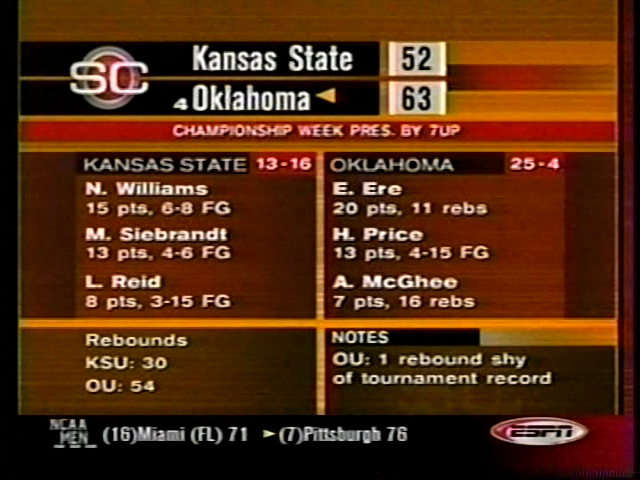 SC
Kansas State 52
4 Oklahoma 63
CHAMPIONSHIP WEEK PRES. BY 7UP
KANSAS STATE 13-16
N. Williams
15 pts, 6-8 FG
M. Siebrandt
13 pts, 4-6 FG
L. Reid
8 pts, 3-15 FG
OKLAHOMA 25-4
E. Ere
20 pts, 11 rebs
H. Price
13 pts, 4-15 FG
A. McGhee
7 pts, 16 rebs
Rebounds
KSU: 30
OU: 54
NOTES
OU: 1 rebound shy
of tournament record
NCAA
MEN
(16)Miami (FL) 71 ►(7)Pittsburgh 76
ESPN